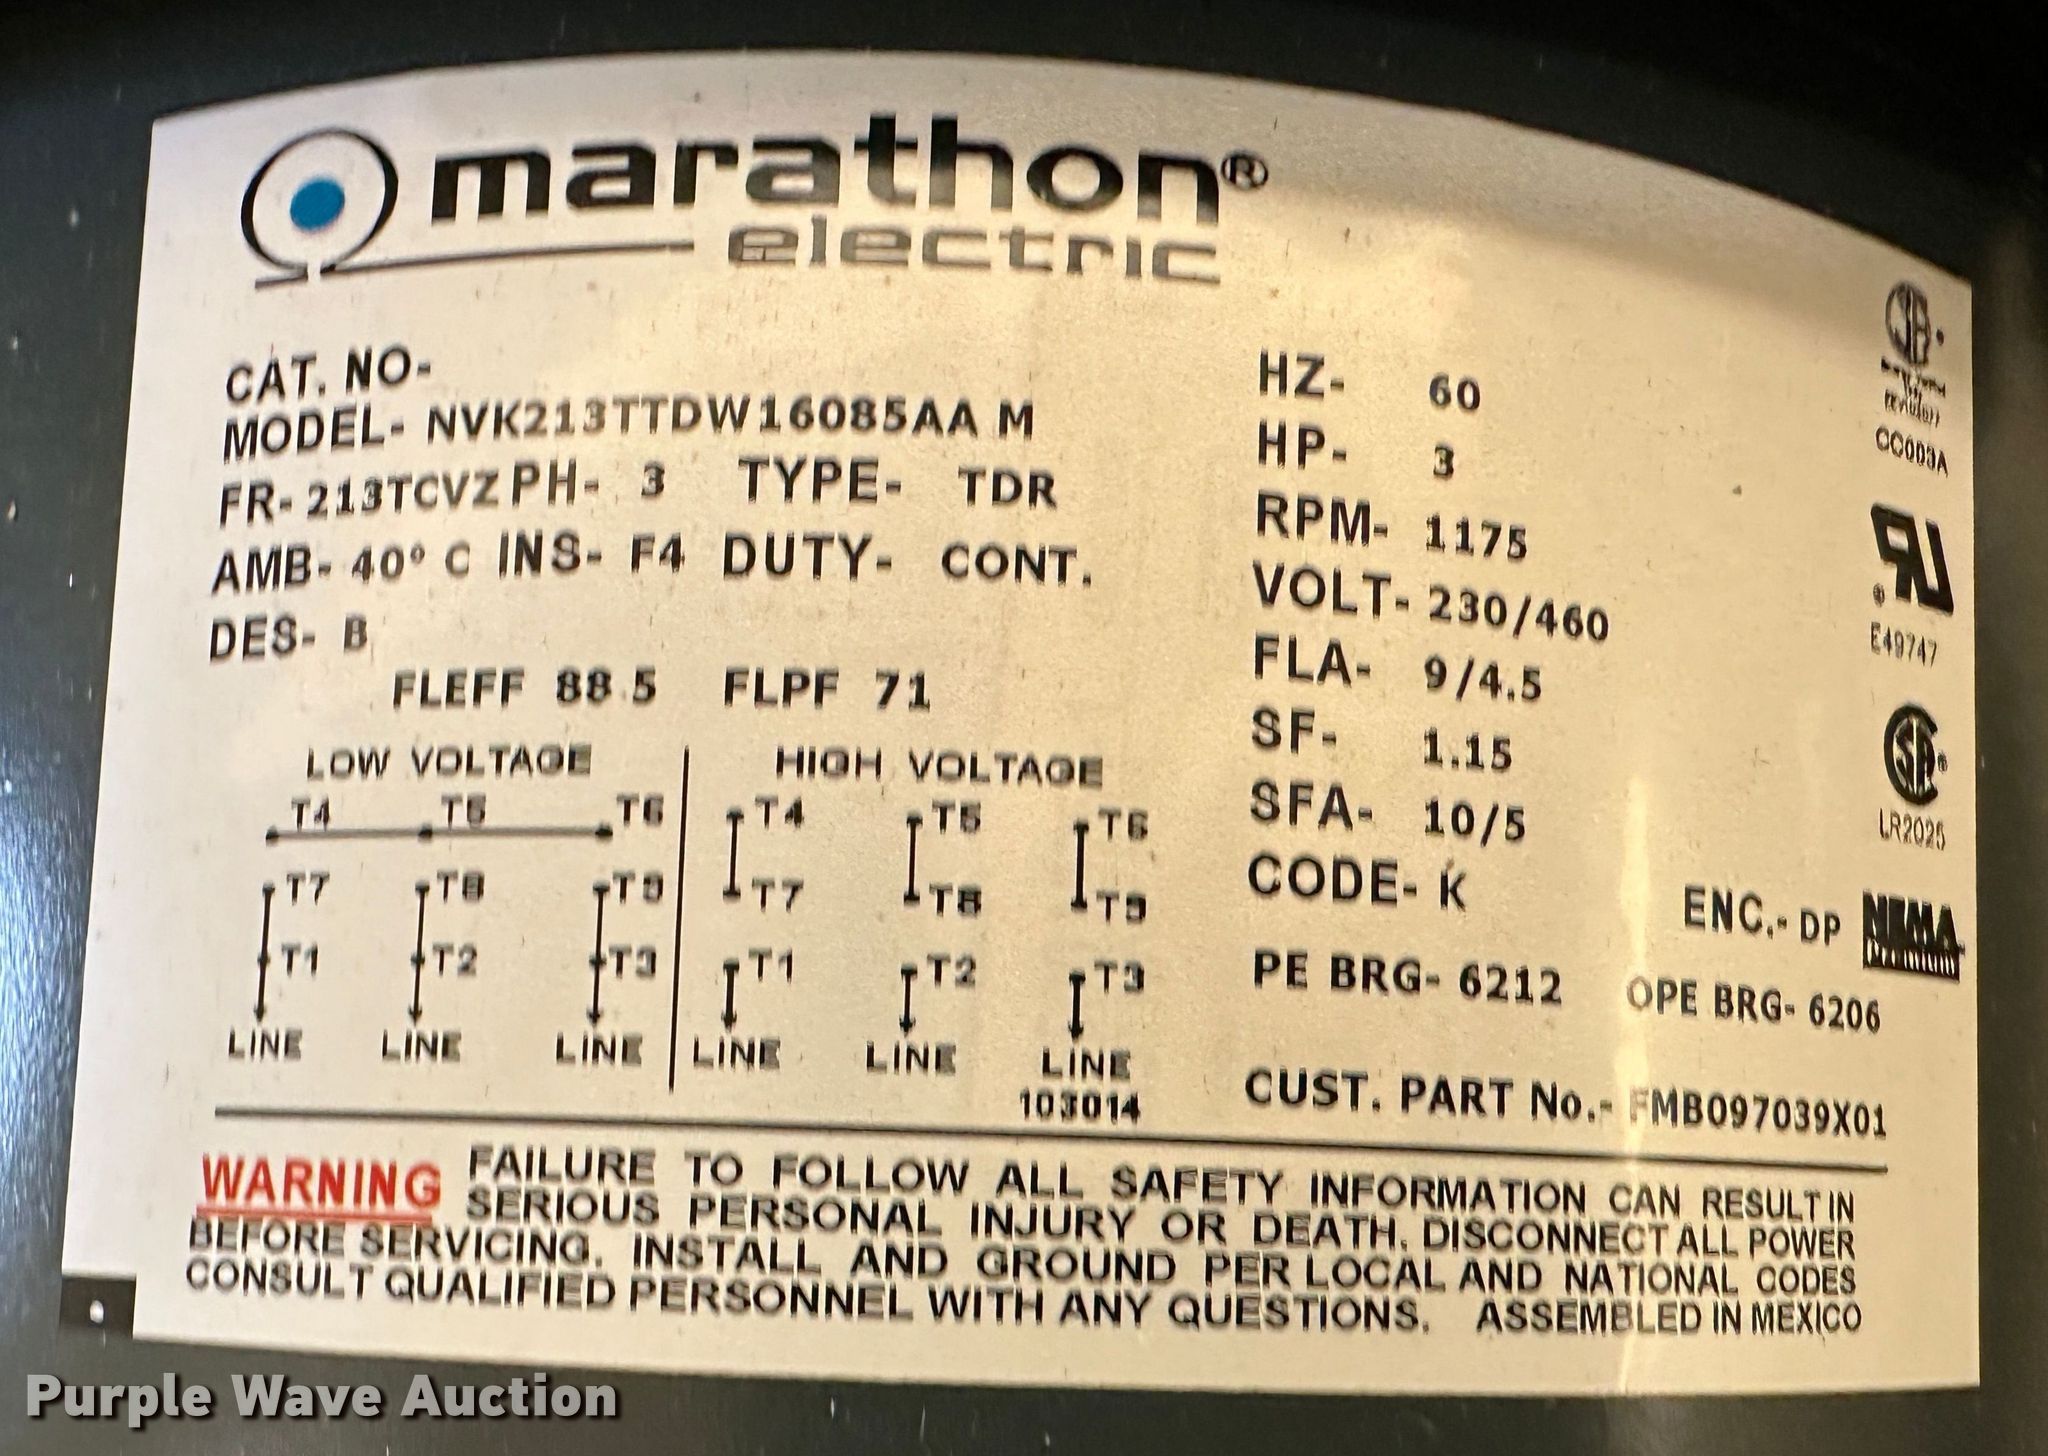 marathon®
electric
CAT. NO-
MODEL- NVK213TTDW16085AA M
FR- 213TCVZ PH- 3 TYPE- TDR
AMB- 40° C INS- F4 DUTY- CONT.
DES- B
FLEFF 88.5 FLPF 71
HZ- 60
HP- 3
RPM- 1175
VOLT- 230/460
FLA- 9/4.5
SF- 1.15
SFA- 10/5
CODE- K
ENC.- DP
PE BRG- 6212 OPE BRG- 6206
CUST. PART No.- FMB097039X01
CC003A
® E49747
LR2025
NEMA
LOW VOLTAGE
T4 T5 T6
T7 T8 T9
T1 T2 T3
LINE LINE LINE
HIGH VOLTAGE
T4 T5 T6
T7 T8 T9
T1 T2 T3
LINE LINE LINE
103014
WARNING FAILURE TO FOLLOW ALL SAFETY INFORMATION CAN RESULT IN
SERIOUS PERSONAL INJURY OR DEATH. DISCONNECT ALL POWER
BEFORE SERVICING. INSTALL AND GROUND PER LOCAL AND NATIONAL CODES
CONSULT QUALIFIED PERSONNEL WITH ANY QUESTIONS. ASSEMBLED IN MEXICO
Purple Wave Auction